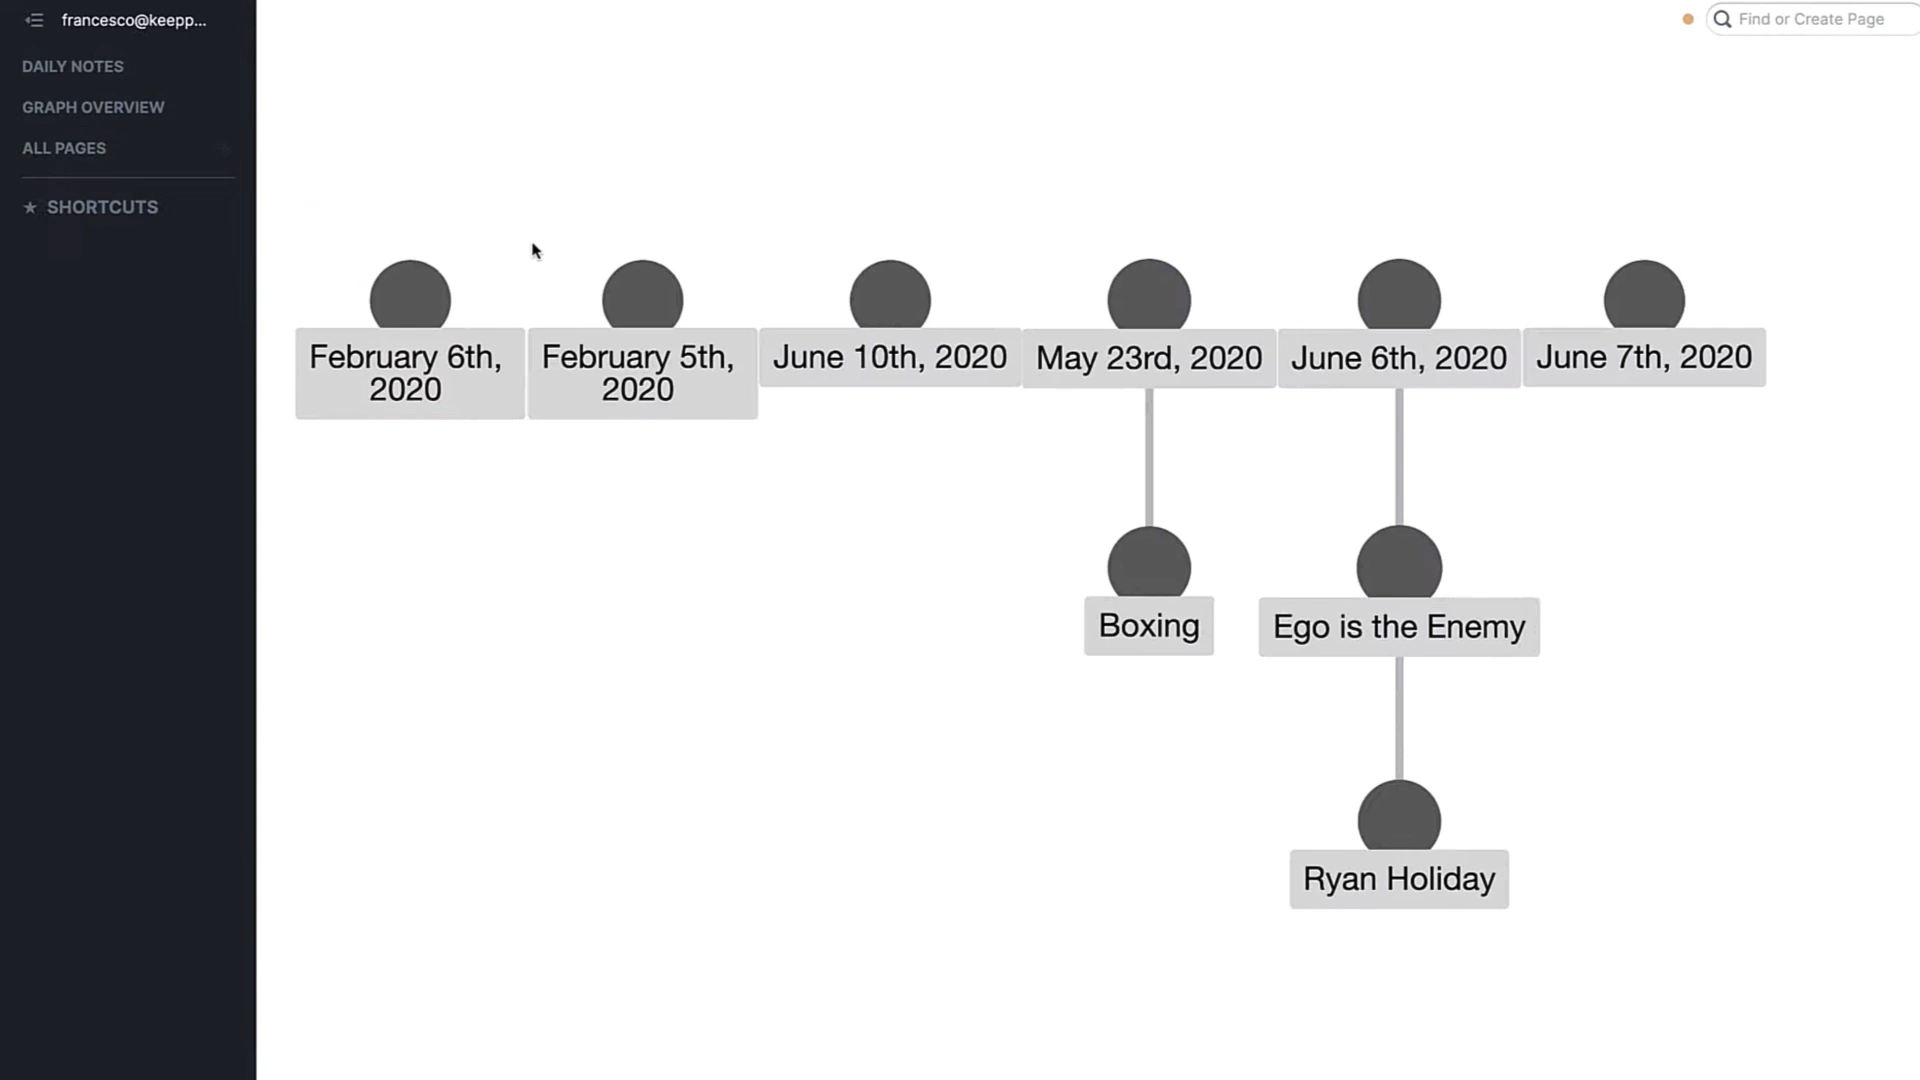 francesco@keepp...
Find or Create Page
DAILY NOTES
GRAPH OVERVIEW
ALL PAGES
★ SHORTCUTS
February 6th,
2020
February 5th,
2020
June 10th, 2020
May 23rd, 2020
June 6th, 2020
June 7th, 2020
Boxing
Ego is the Enemy
Ryan Holiday